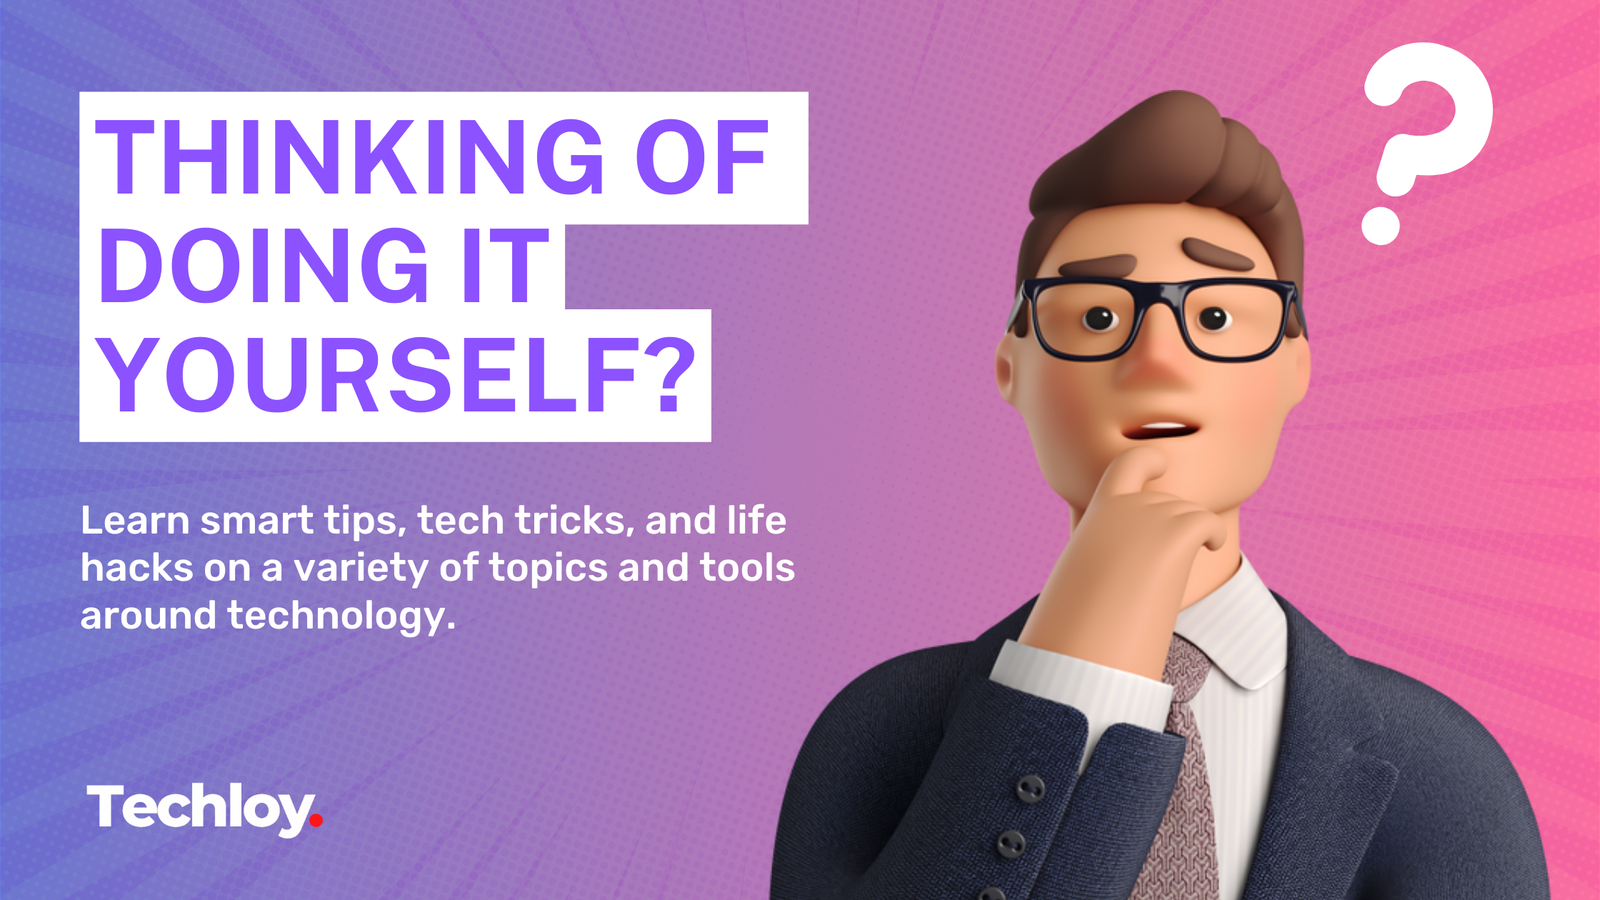 THINKING OF
DOING IT
YOURSELF?
?
Learn smart tips, tech tricks, and life
hacks on a variety of topics and tools
around technology.
Techloy.